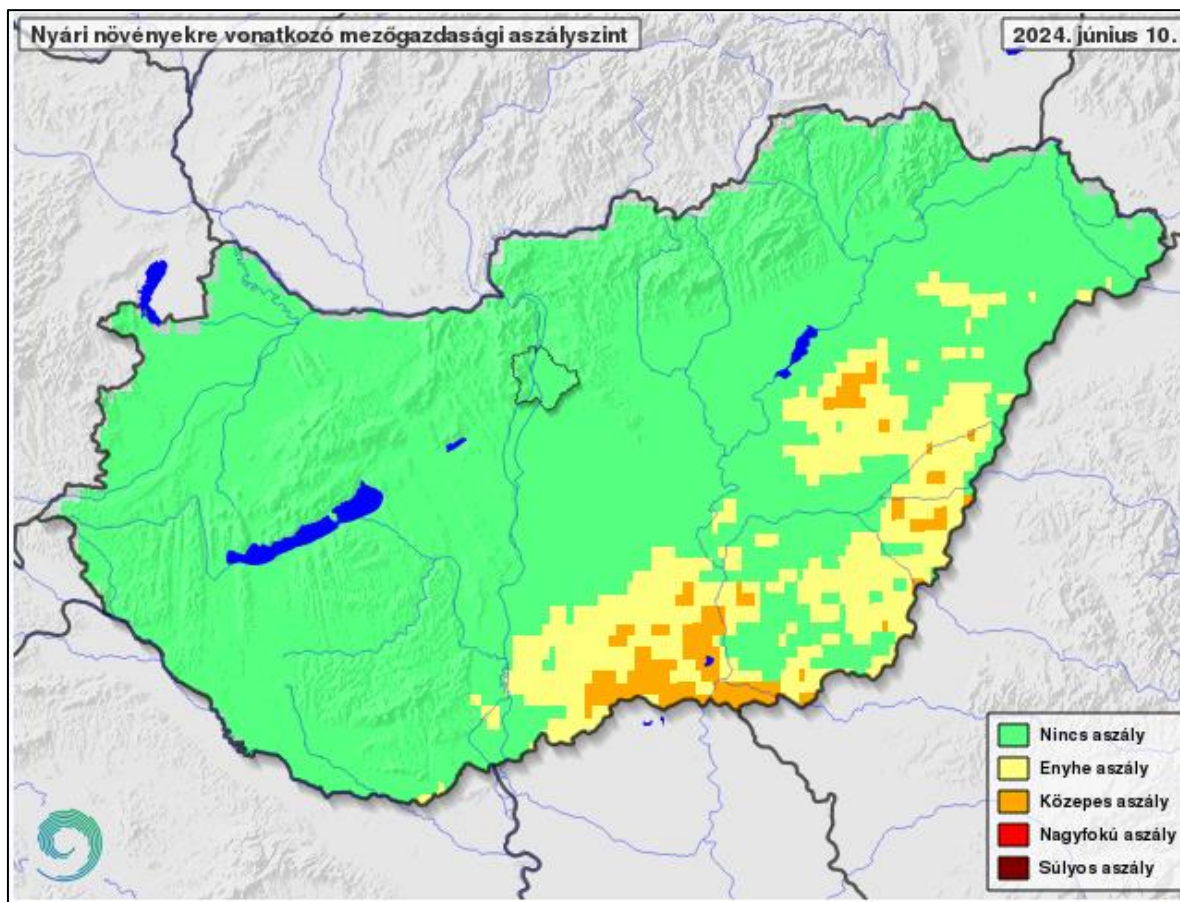 Nyári növényekre vonatkozó mezőgazdasági aszályszint
2024. június 10.
Nincs aszály
Enyhe aszály
Közepes aszály
Nagyfokú aszály
Súlyos aszály